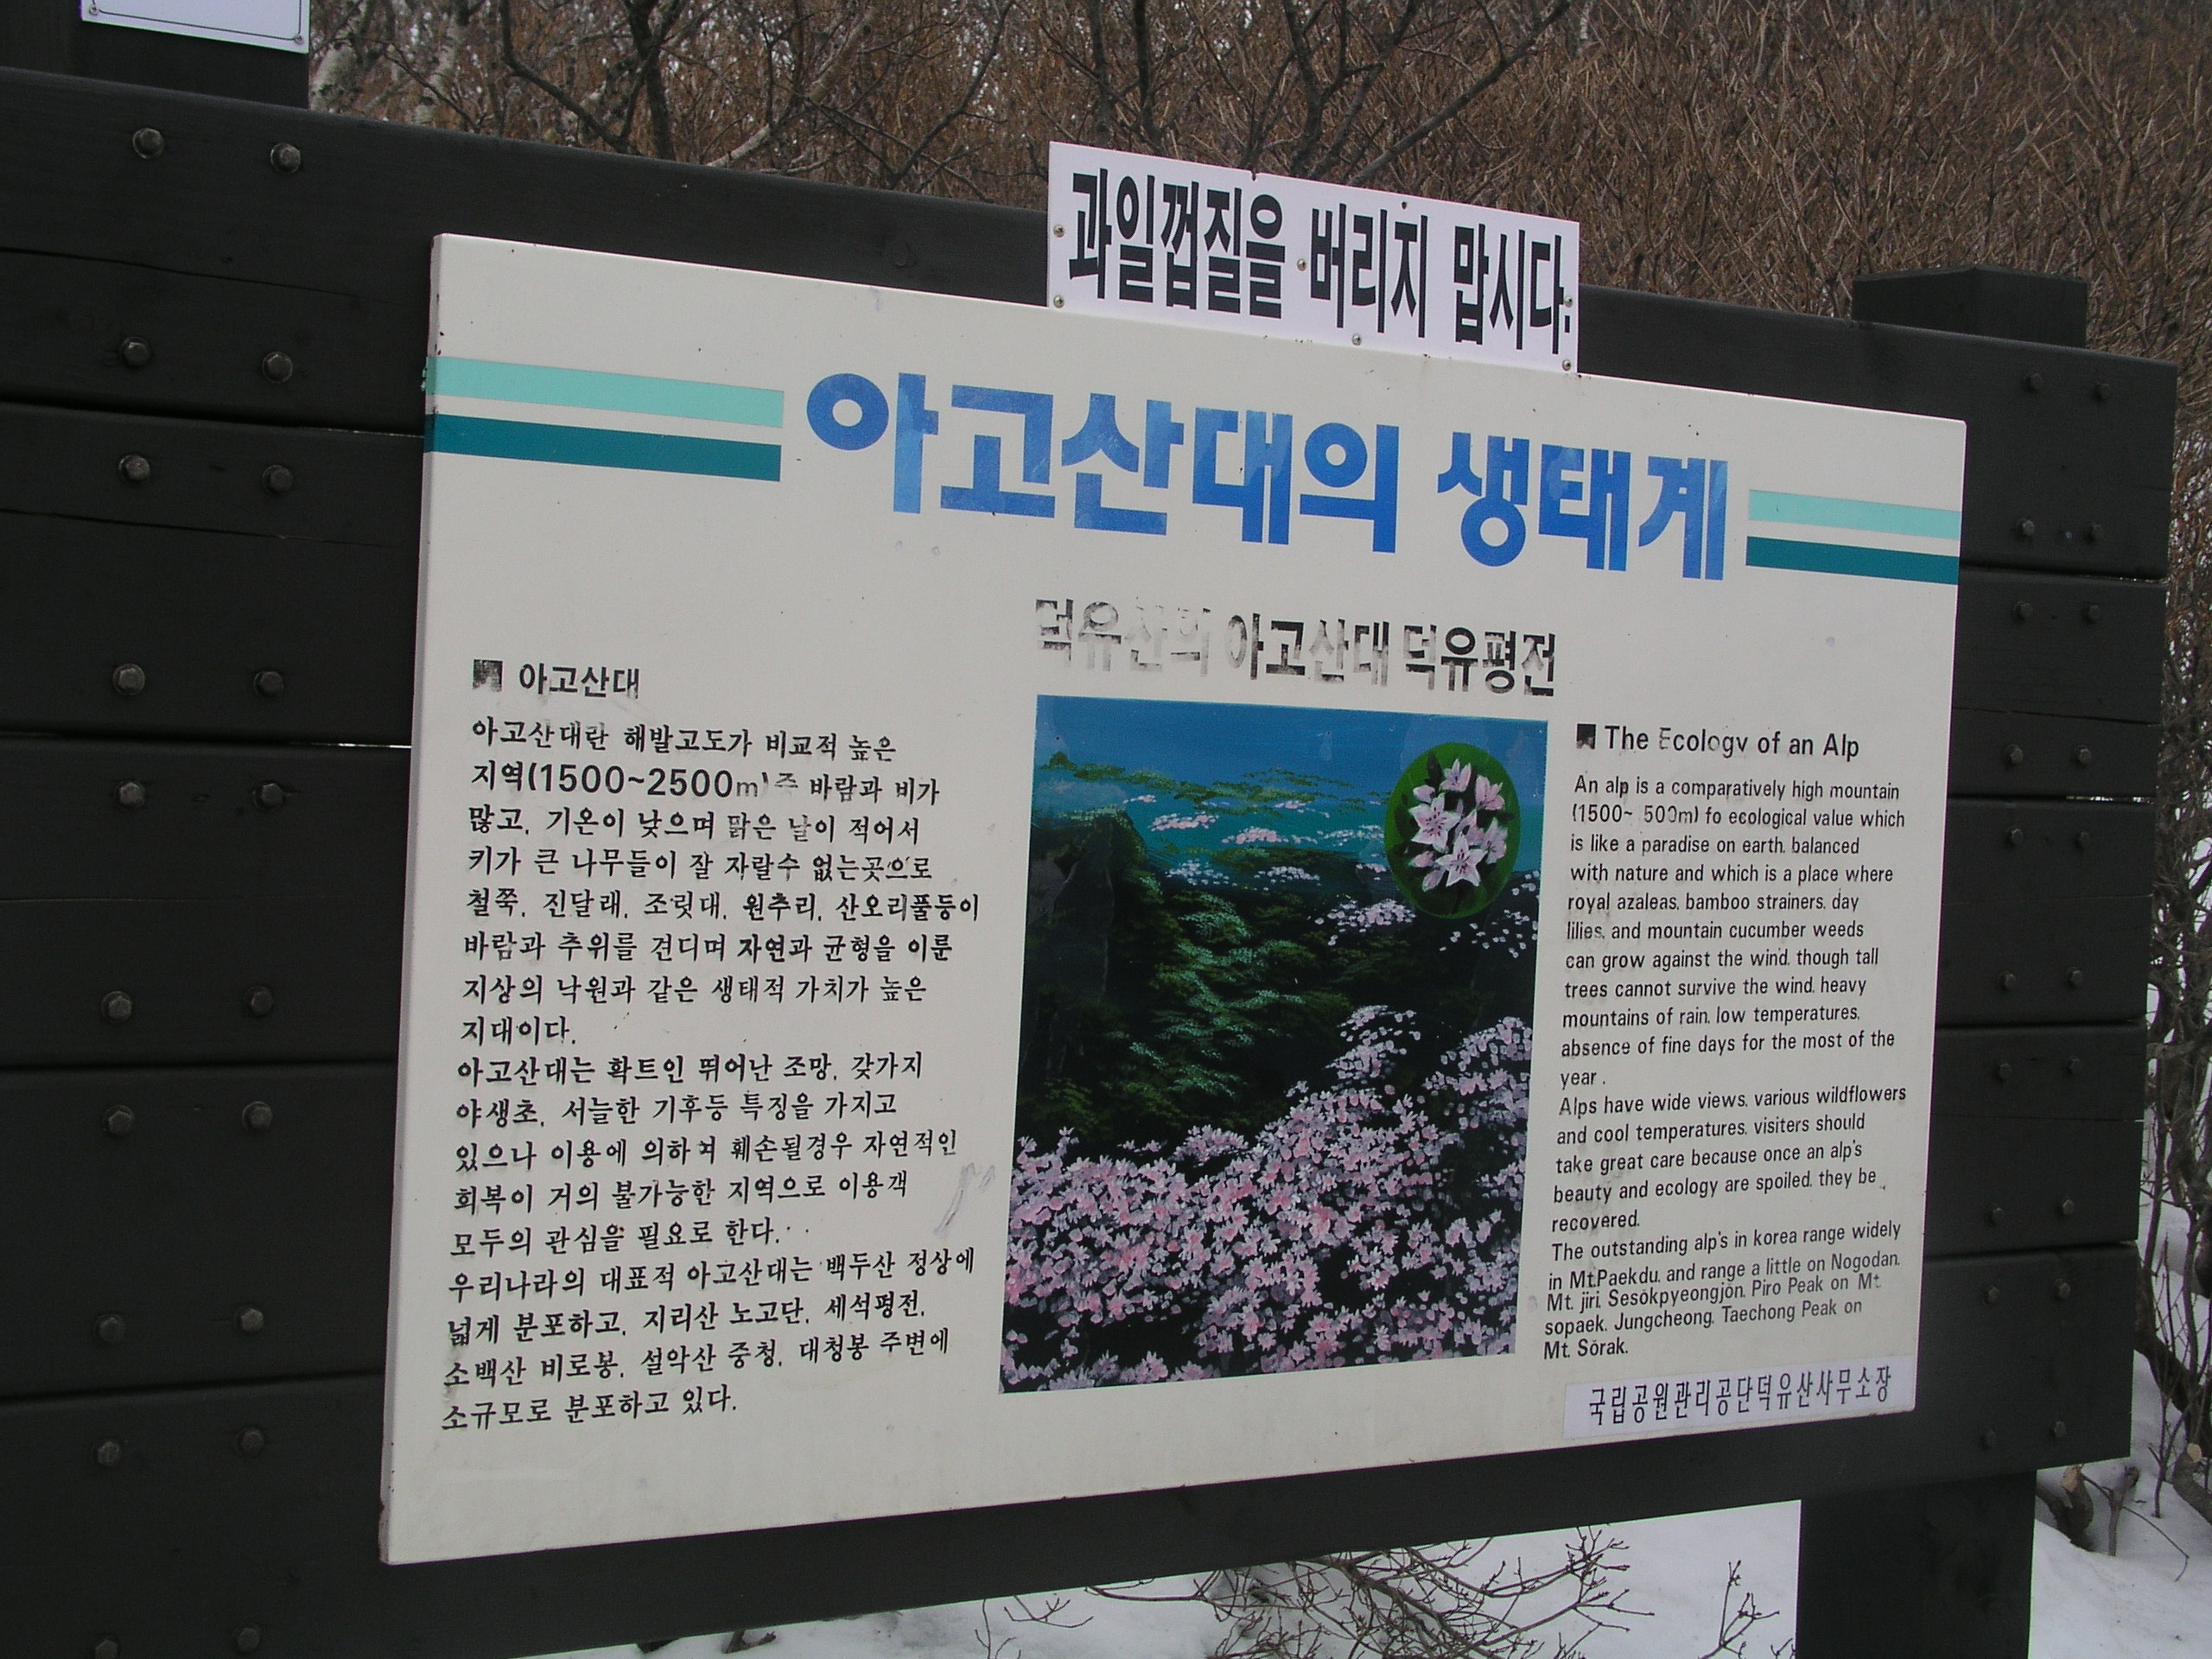 과일껍질을 버리지 맙시다.
아고산대의 생태계
덕유산의 아고산대 덕유평전
■ 아고산대
아고산대란 해발고도가 비교적 높은
지역(1500~2500m) 바람과 비가
많고, 기온이 낮으며 맑은 날이 적어서
키가 큰 나무들이 잘 자랄수 없는곳으로
철쭉, 진달래, 조릿대, 원추리, 산오리풀등이
바람과 추위를 견디며 자연과 균형을 이룬
지상의 낙원과 같은 생태적 가치가 높은
지대이다.
아고산대는 확트인 뛰어난 조망, 갖가지
야생초, 서늘한 기후등 특징을 가지고
있으나 이용에 의하여 훼손될경우 자연적인
회복이 거의 불가능한 지역으로 이용객
모두의 관심을 필요로 한다.
우리나라의 대표적 아고산대는 백두산 정상에
넓게 분포하고, 지리산 노고단, 세석평전,
소백산 비로봉, 설악산 중청, 대청봉 주변에
소규모로 분포하고 있다.
■ The Ecology of an Alp
An alp is a comparatively high mountain
(1500~ 500m) fo ecological value which
is like a paradise on earth, balanced
with nature and which is a place where
royal azaleas, bamboo strainers, day
lilies, and mountain cucumber weeds
can grow against the wind, though tall
trees cannot survive the wind, heavy
mountains of rain, low temperatures,
absence of fine days for the most of the
year .
Alps have wide views, various wildflowers
and cool temperatures, visiters should
take great care because once an alp's
beauty and ecology are spoiled, they be
recovered.
The outstanding alp's in korea range widely
in Mt.Paekdu, and range a little on Nogodan,
Mt. jiri, Sesŏkpyeongjŏn, Piro Peak on Mt.
sopaek, Jungcheong, Taechong Peak on
Mt. Sŏrak.
국립공원관리공단덕유산사무소장